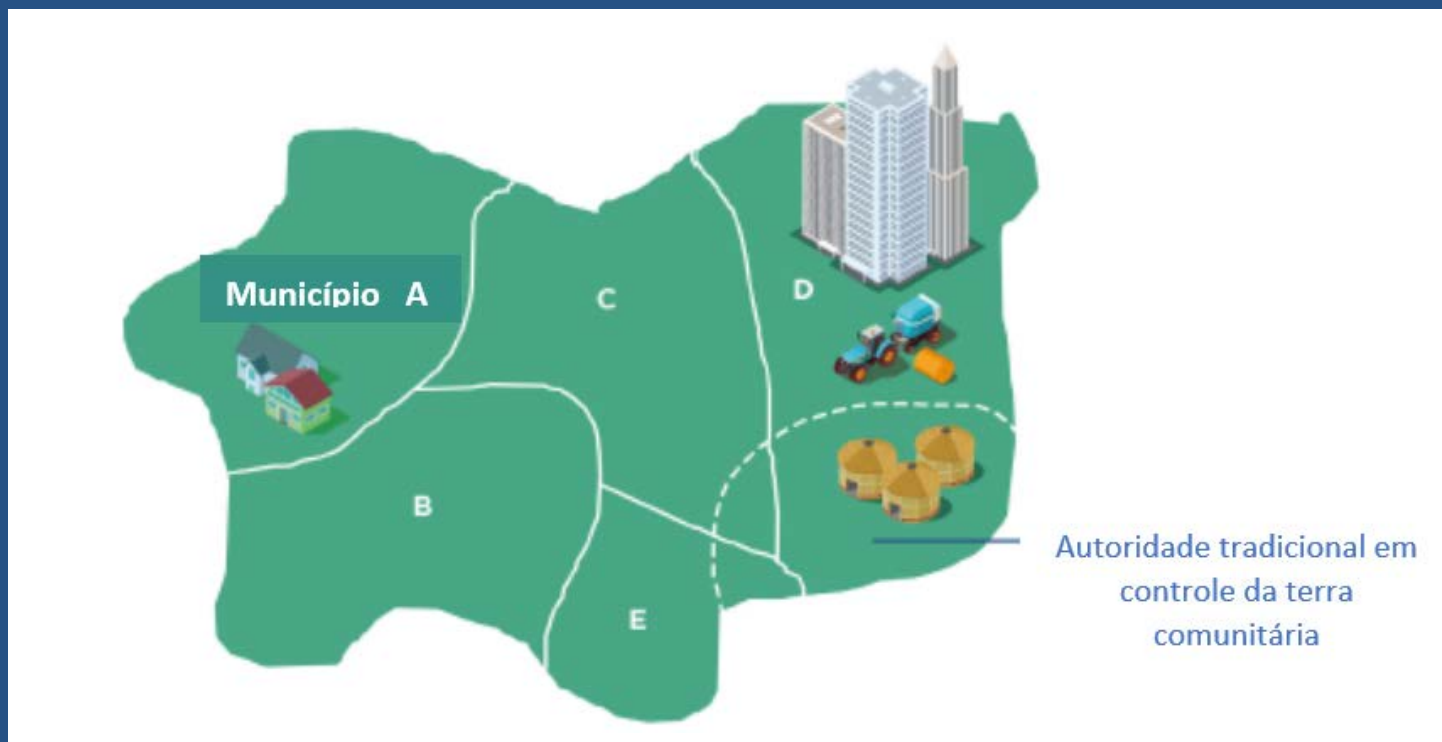 Município A
C
D
B
E
Autoridade tradicional em
controle da terra
comunitária